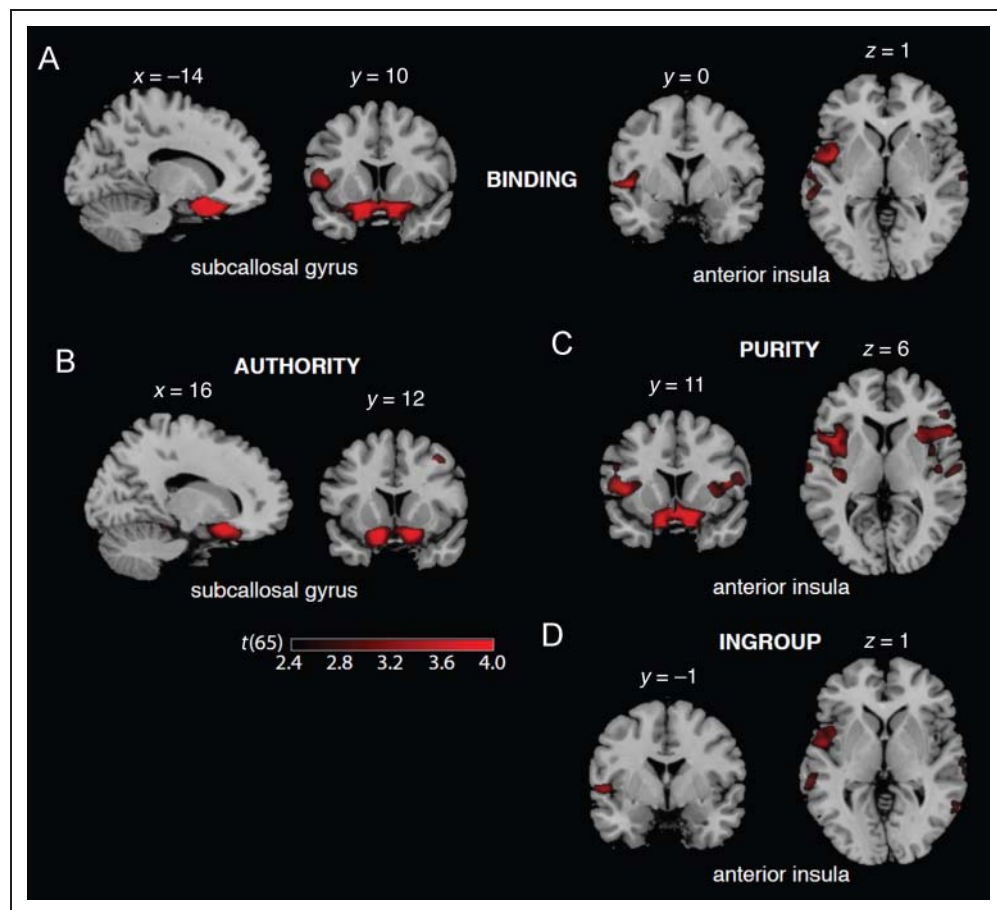 A
x = –14
y = 10
y = 0
z = 1
BINDING
subcallosal gyrus
anterior insula
B
AUTHORITY
x = 16
y = 12
subcallosal gyrus
C
PURITY
y = 11
z = 6
anterior insula
t(65)
2.4 2.8 3.2 3.6 4.0
D
INGROUP
y = –1
z = 1
anterior insula